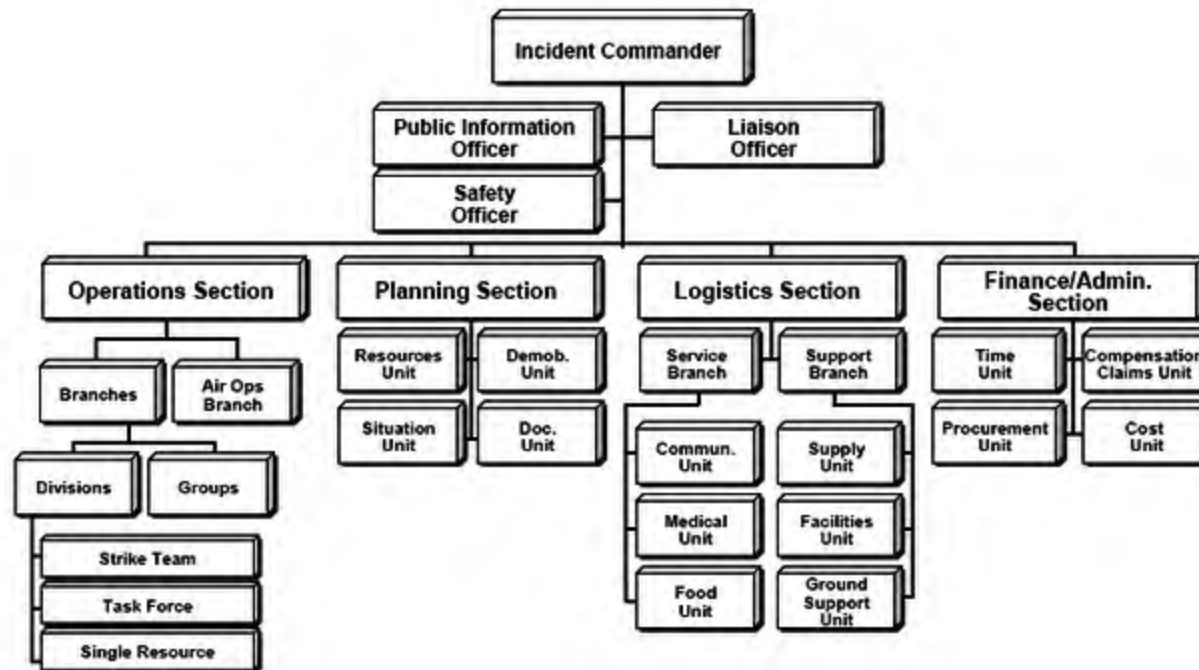 Incident Commander
Public Information
Officer
Liaison
Officer
Safety
Officer
Operations Section
Planning Section
Logistics Section
Finance/Admin.
Section
Branches
Air Ops
Branch
Divisions
Groups
Strike Team
Task Force
Single Resource
Resources
Unit
Demob.
Unit
Situation
Unit
Doc.
Unit
Service
Branch
Support
Branch
Commun.
Unit
Supply
Unit
Medical
Unit
Facilities
Unit
Food
Unit
Ground
Support
Unit
Time
Unit
Compensation
Claims Unit
Procurement
Unit
Cost
Unit